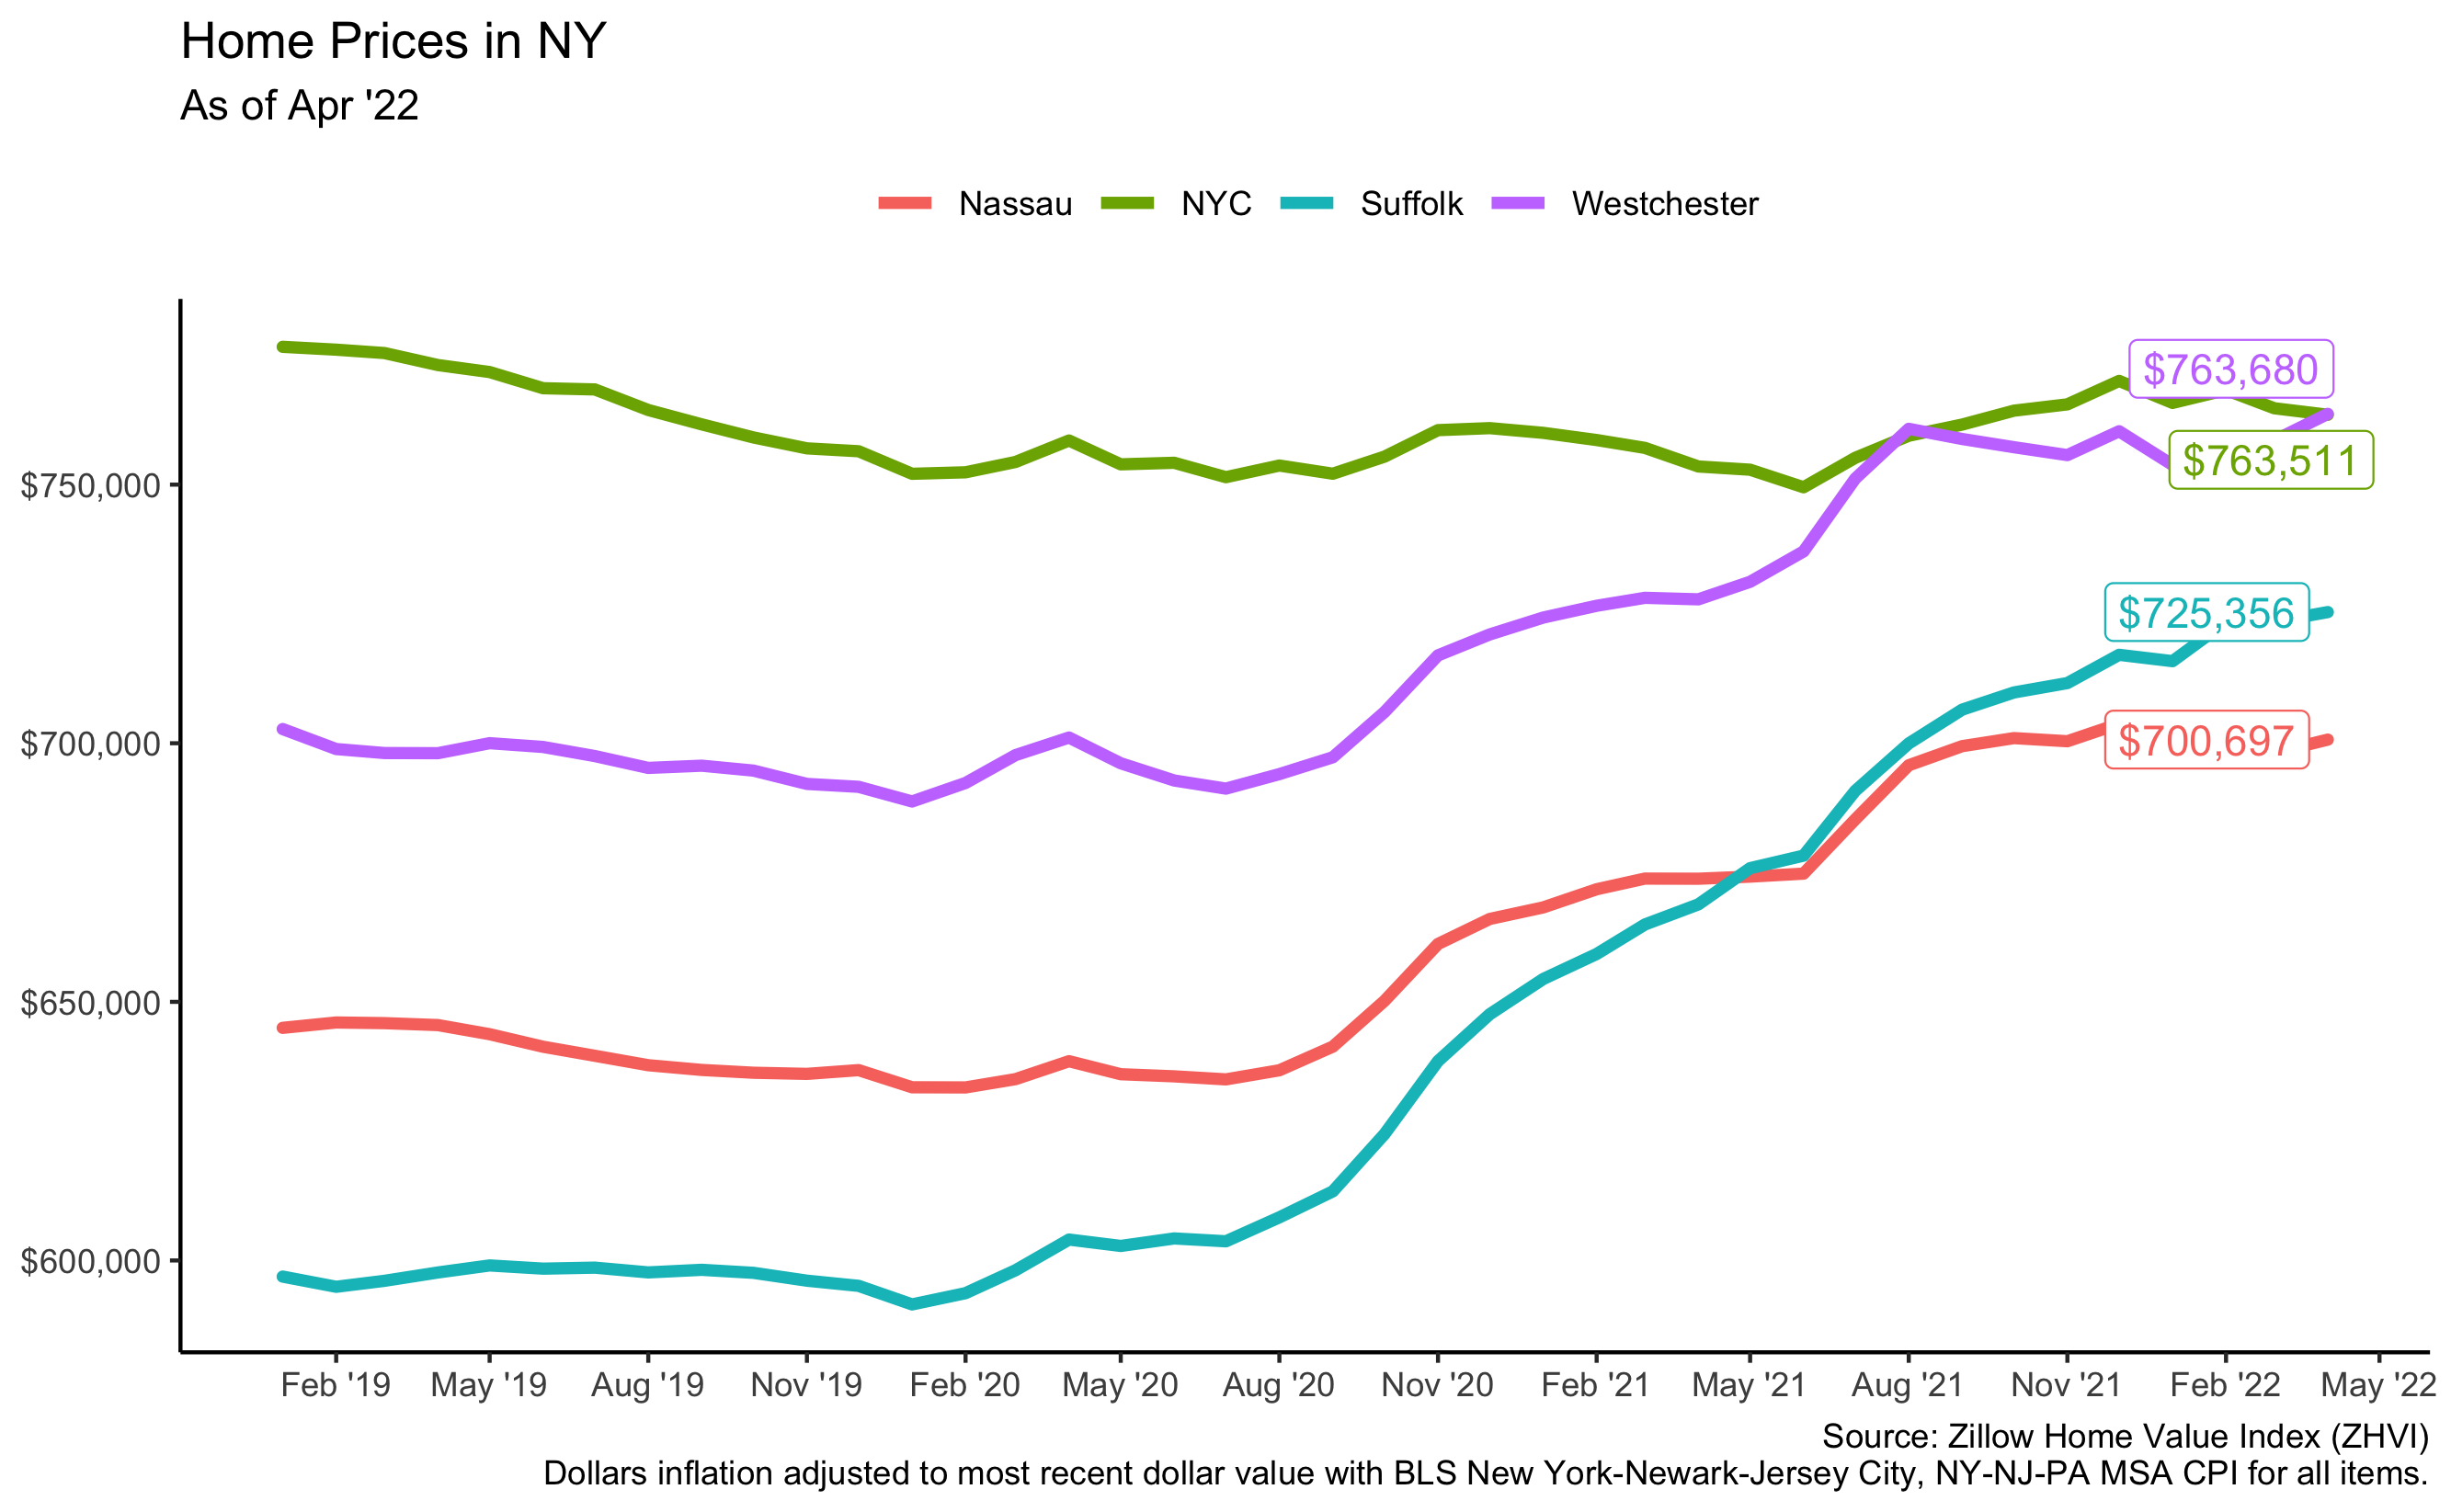 Home Prices in NY
As of Apr '22
Nassau NYC Suffolk Westchester
$763,680
$750,000
$763,511
$725,356
$700,000
$700,697
$650,000
$600,000
Feb '19 May '19 Aug '19 Nov '19 Feb '20 May '20 Aug '20 Nov '20 Feb '21 May '21 Aug '21 Nov '21 Feb '22 May '22
Source: Zillow Home Value Index (ZHVI)
Dollars inflation adjusted to most recent dollar value with BLS New York-Newark-Jersey City, NY-NJ-PA MSA CPI for all items.